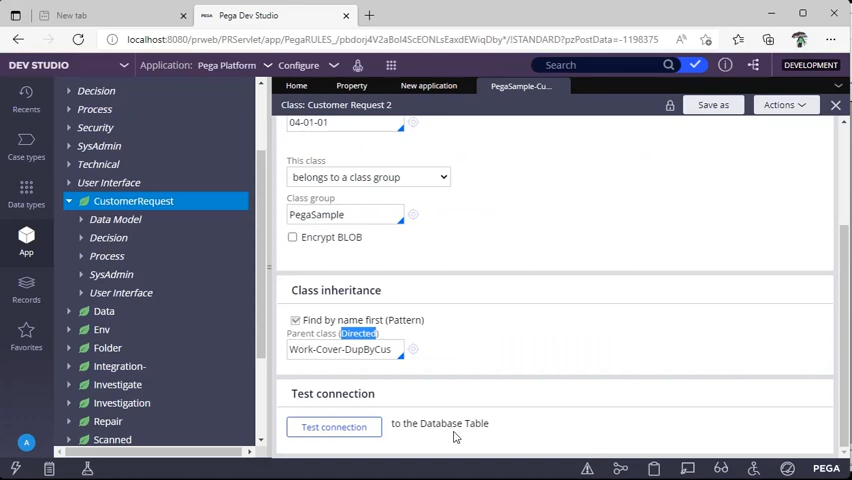 New tab
Pega Dev Studio
localhost:8080/prweb/PRServlet/app/PegaRULES_/pbdorj4V2aBoI4ScEONLsEaxdEWiqDby*/!STANDARD?pzPostData=-1198375
DEV STUDIO
Application: Pega Platform
Configure
Search
DEVELOPMENT
Recents
Case types
Data types
App
Records
Favorites
A
Decision
Process
Security
SysAdmin
Technical
User Interface
CustomerRequest
Data Model
Decision
Process
SysAdmin
User Interface
Data
Env
Folder
Integration-
Investigate
Investigation
Repair
Scanned
Home
Property
New application
PegaSample-Cu...
Class: Customer Request 2
Save as
Actions
04-01-01
This class
belongs to a class group
Class group
PegaSample
Encrypt BLOB
Class inheritance
Find by name first (Pattern)
Parent class (Directed)
Work-Cover-DupByCus
Test connection
Test connection
to the Database Table
PEGA